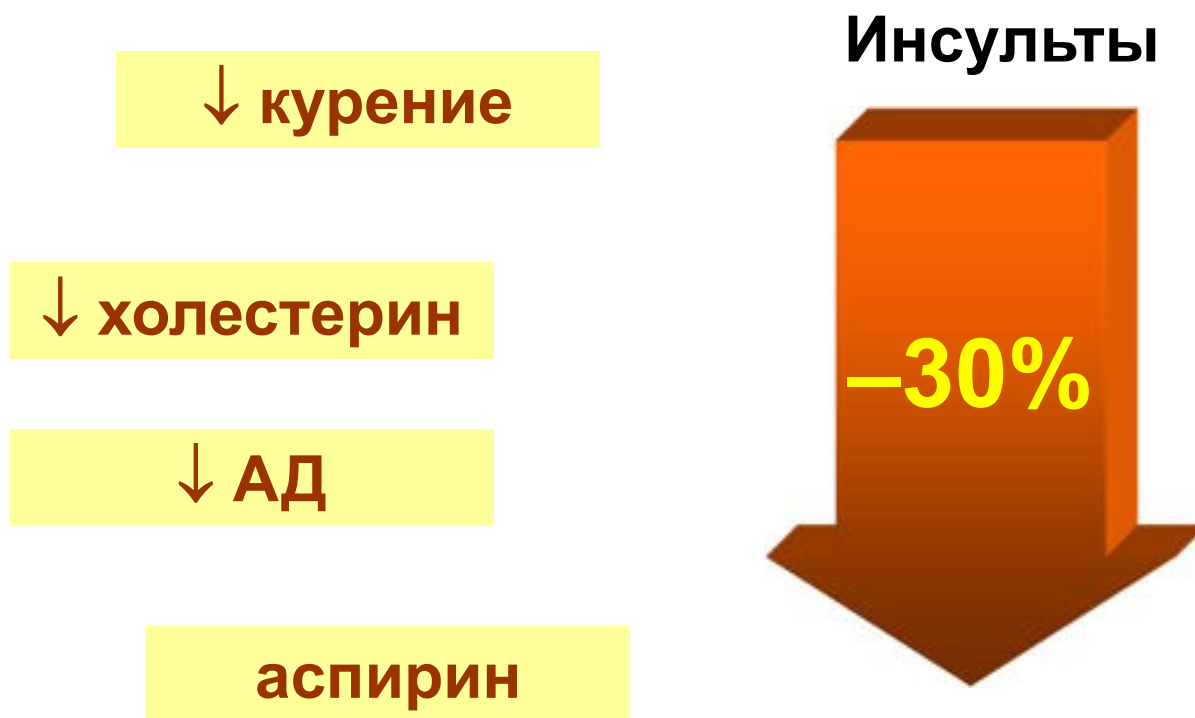 Инсульты
↓ курение
↓ холестерин
–30%
↓ АД
аспирин